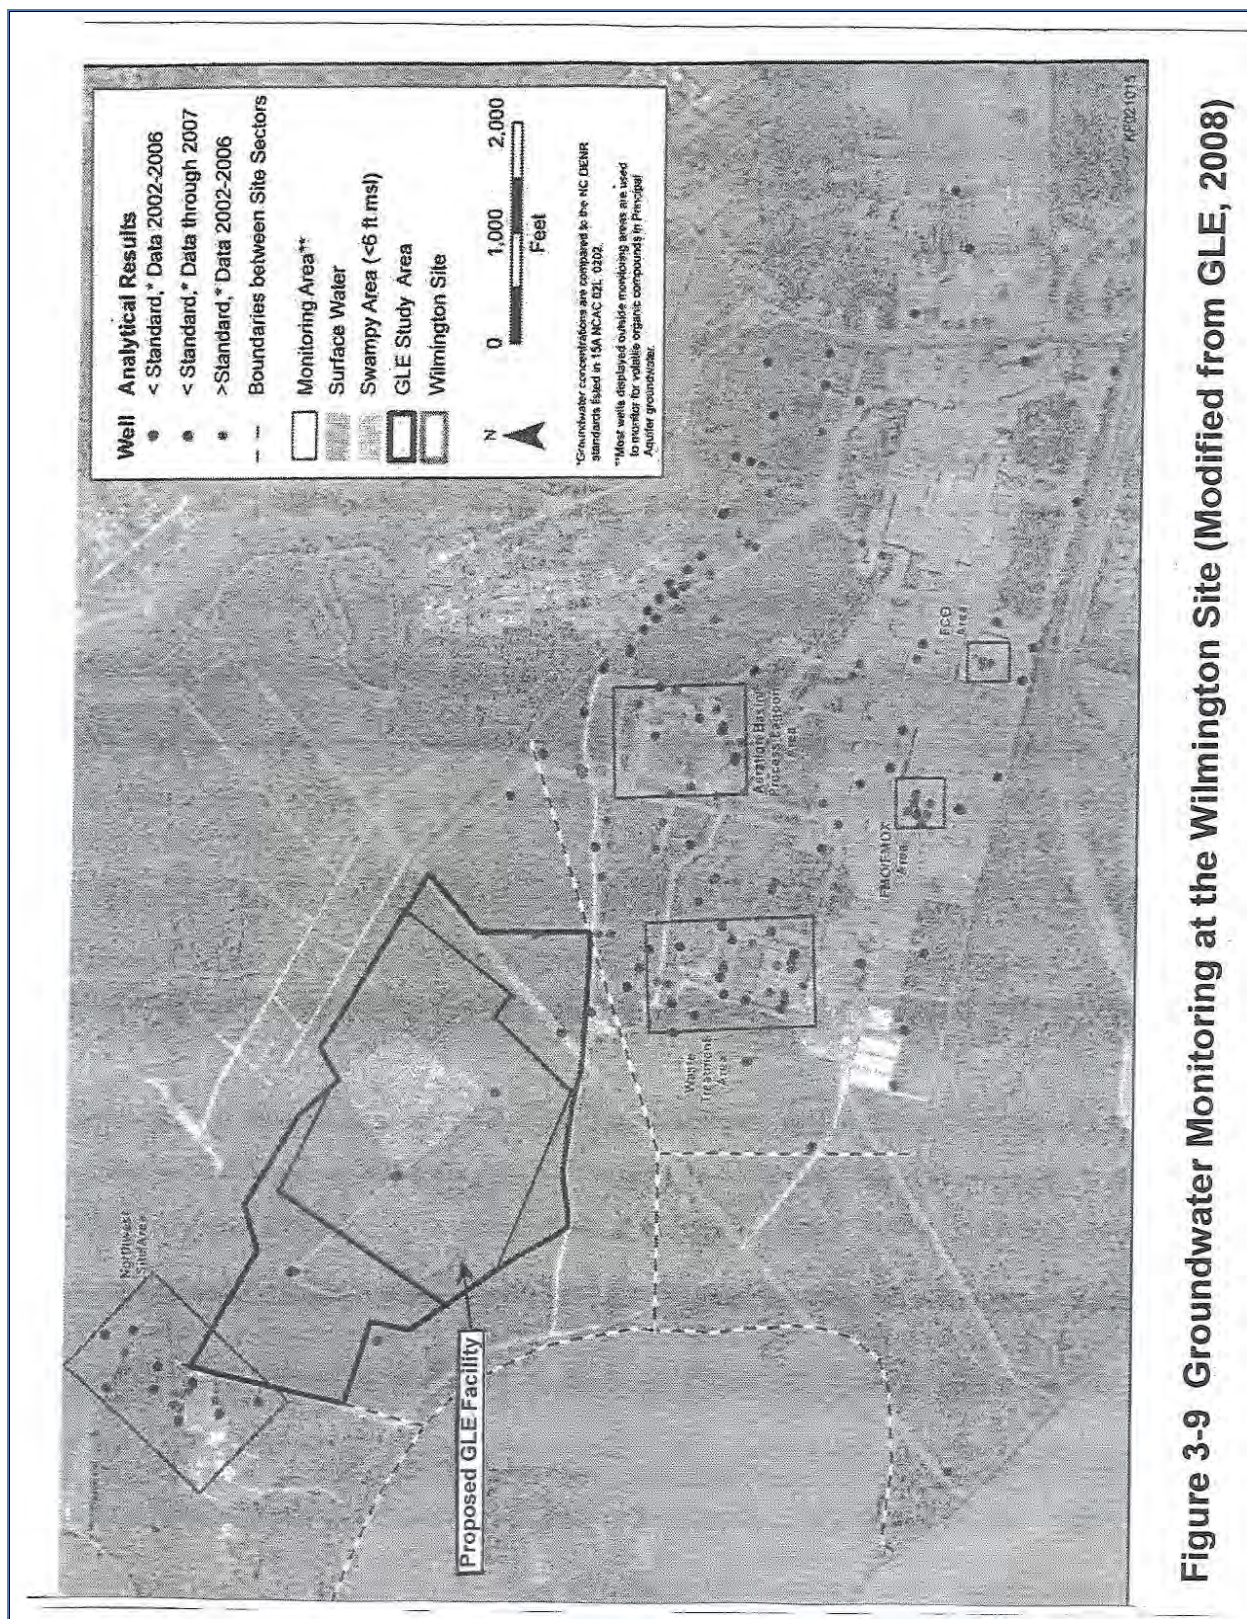 Well Analytical Results
< Standard,* Data 2002-2006
< Standard,* Data through 2007
>Standard,* Data 2002-2006
Boundaries between Site Sectors
Monitoring Area**
Surface Water
Swampy Area (<6 ft msl)
GLE Study Area
Wilmington Site
N
0 1,000 2,000
Feet
*Groundwater concentrations are compared to the NC DENR
standards listed in 15A NCAC 02L .0202.
**Most wells displayed outside monitoring areas are used
to monitor for volatile organic compounds in Principal
Aquifer groundwater.
Northwest
Site Area
Proposed GLE Facility
Waste
Treatment
Area
Aeration Basin/
Process Lagoon
Area
FMO/FMOX
Area
FCO
Area
KF021015
Figure 3-9 Groundwater Monitoring at the Wilmington Site (Modified from GLE, 2008)